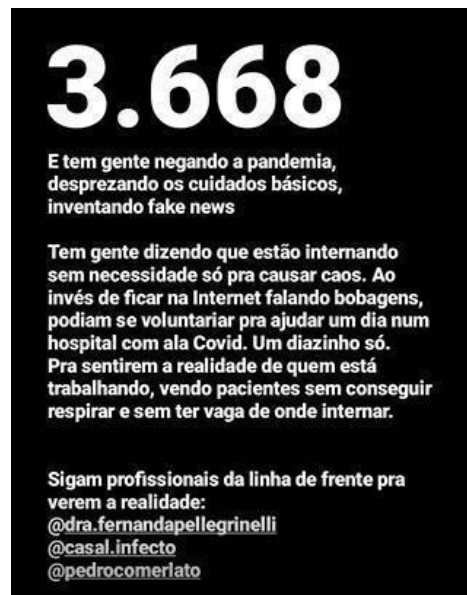 3.668
E tem gente negando a pandemia,
desprezando os cuidados básicos,
inventando fake news
Tem gente dizendo que estão internando
sem necessidade só pra causar caos. Ao
invés de ficar na Internet falando bobagens,
podiam se voluntariar pra ajudar um dia num
hospital com ala Covid. Um diazinho só.
Pra sentirem a realidade de quem está
trabalhando, vendo pacientes sem conseguir
respirar e sem ter vaga de onde internar.
Sigam profissionais da linha de frente pra
verem a realidade:
@dra.fernandapellegrinelli
@casal.infecto
@pedrocomerlato